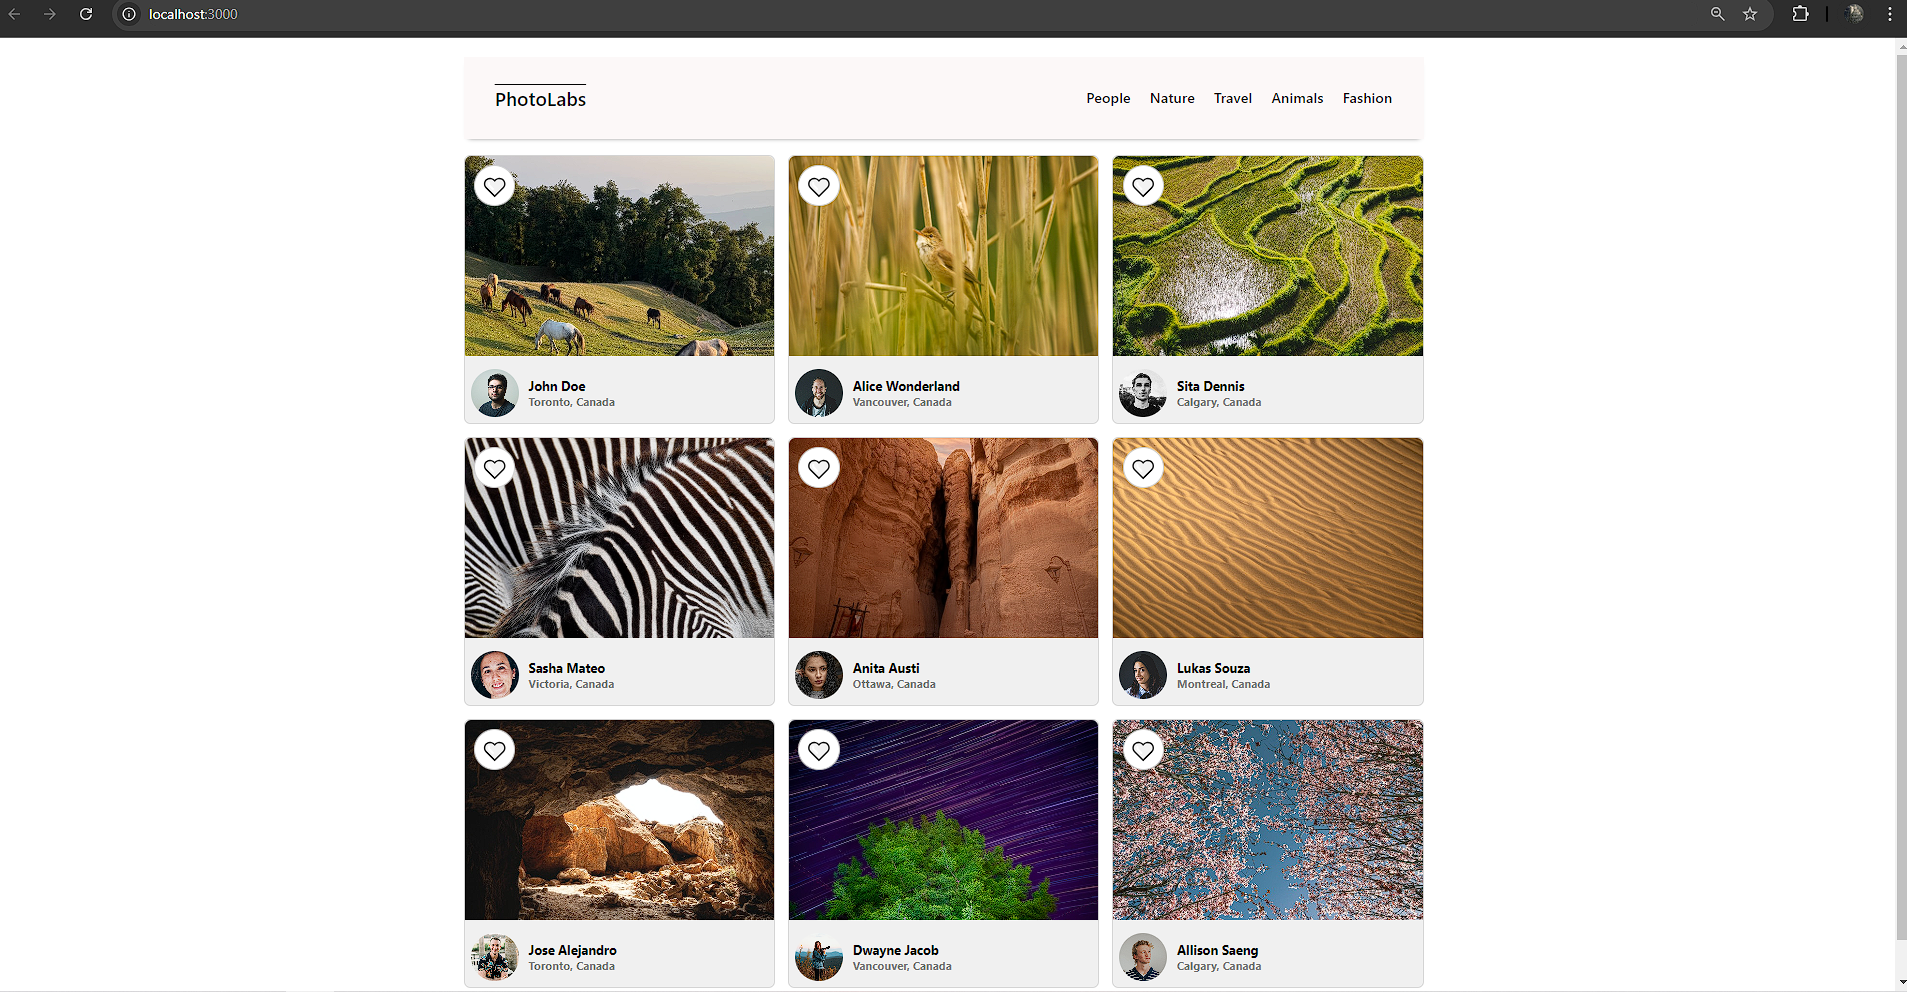 localhost:3000
PhotoLabs
People Nature Travel Animals Fashion
John Doe
Toronto, Canada
Alice Wonderland
Vancouver, Canada
Sita Dennis
Calgary, Canada
Sasha Mateo
Victoria, Canada
Anita Austi
Ottawa, Canada
Lukas Souza
Montreal, Canada
Jose Alejandro
Toronto, Canada
Dwayne Jacob
Vancouver, Canada
Allison Saeng
Calgary, Canada